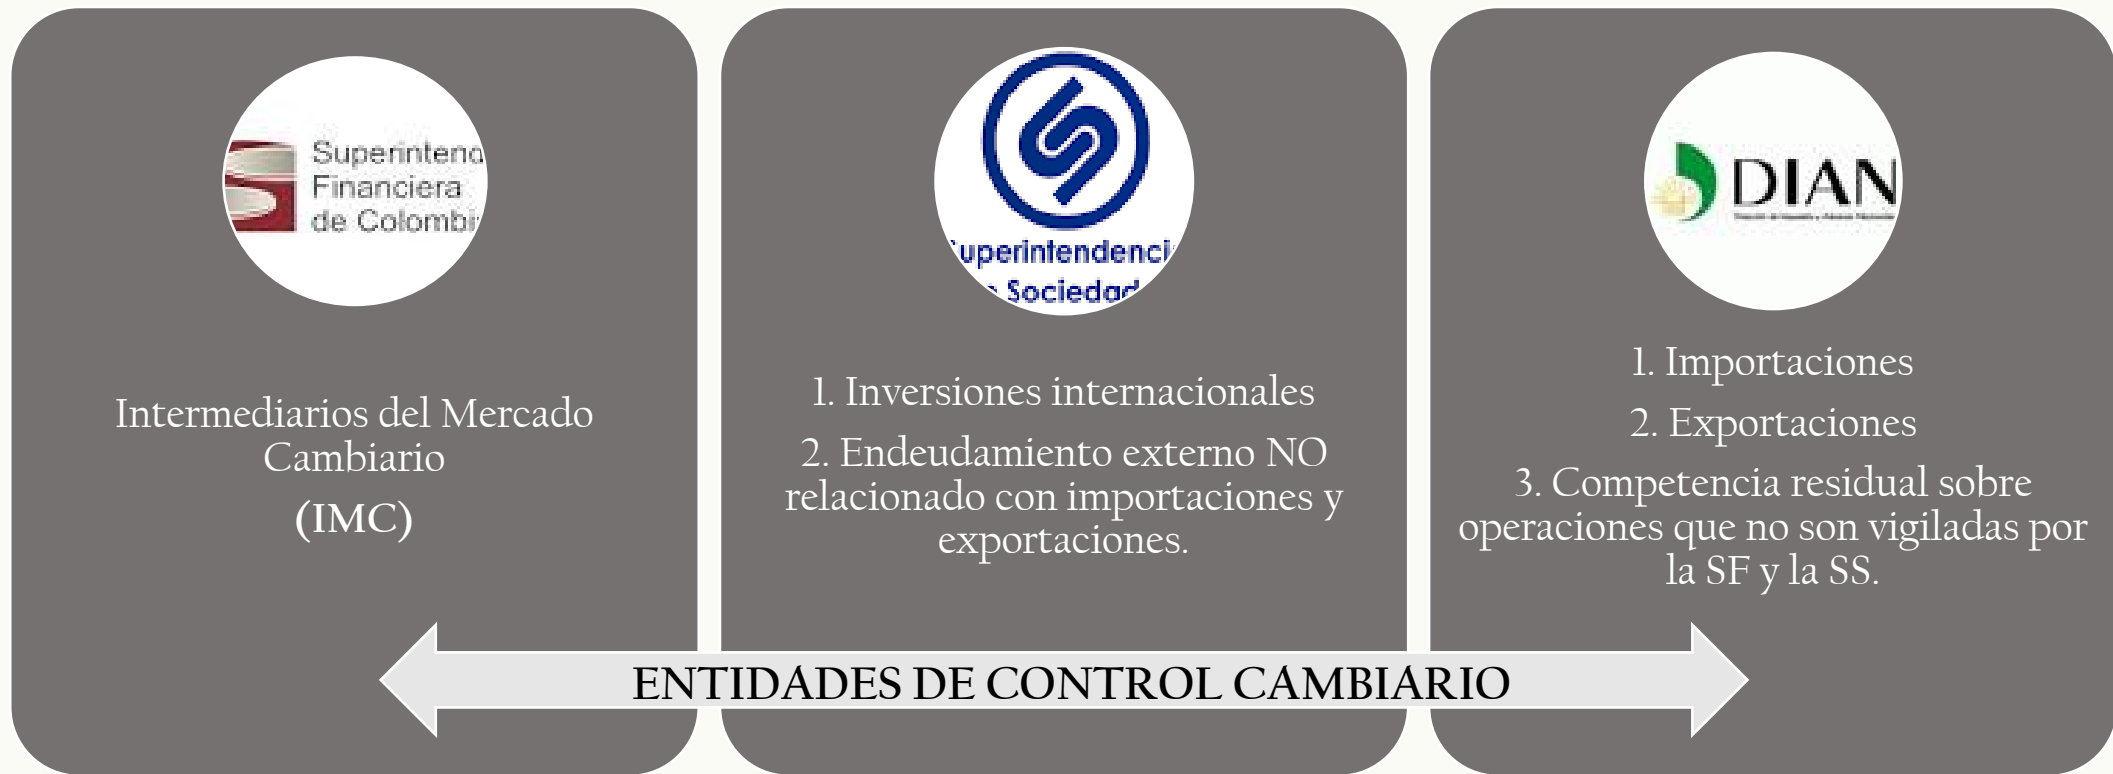 Superintend
Financiera
de Colombi
Intermediarios del Mercado
Cambiario
(IMC)
uperintendenci
Sociedad
1. Inversiones internacionales
2. Endeudamiento externo NO
relacionado con importaciones y
exportaciones.
DIAN
1. Importaciones
2. Exportaciones
3. Competencia residual sobre
operaciones que no son vigiladas por
la SF y la SS.
ENTIDADES DE CONTROL CAMBIARIO